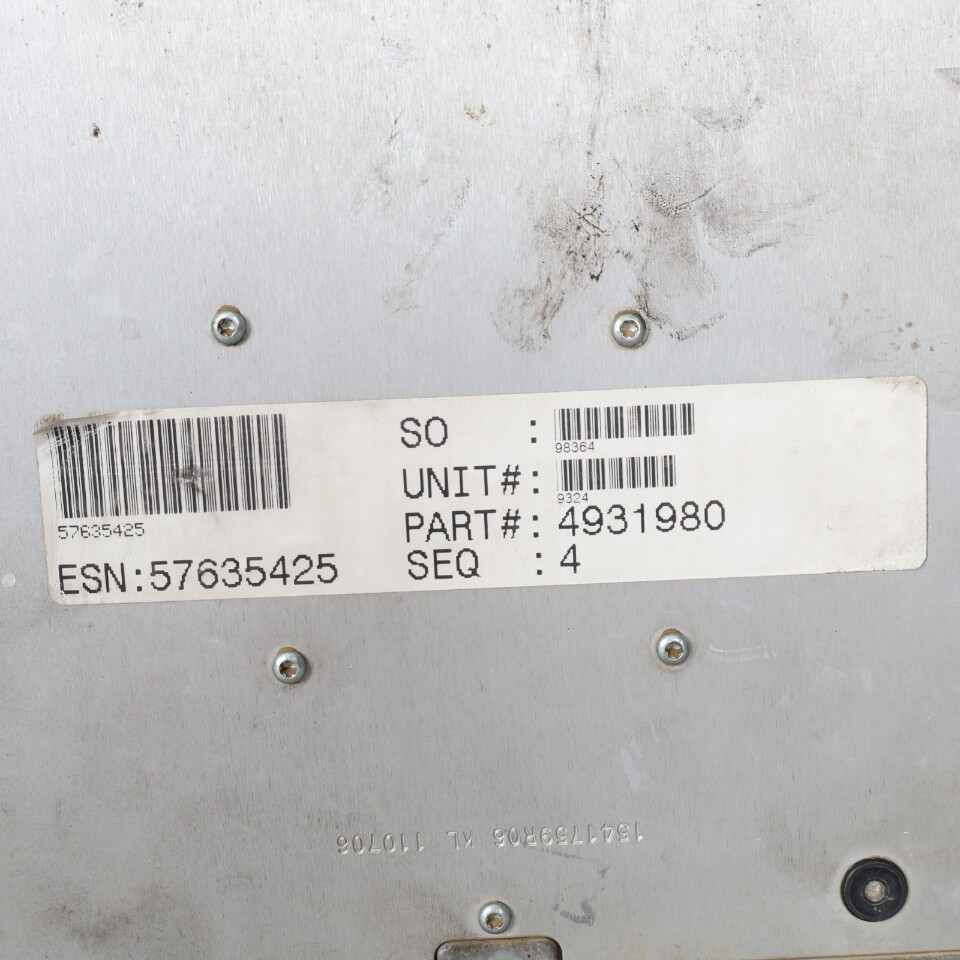 SO :
98364
UNIT#:
9324
57635425
PART#: 4931980
ESN:57635425
SEQ : 4
1541759R06 KL 110706